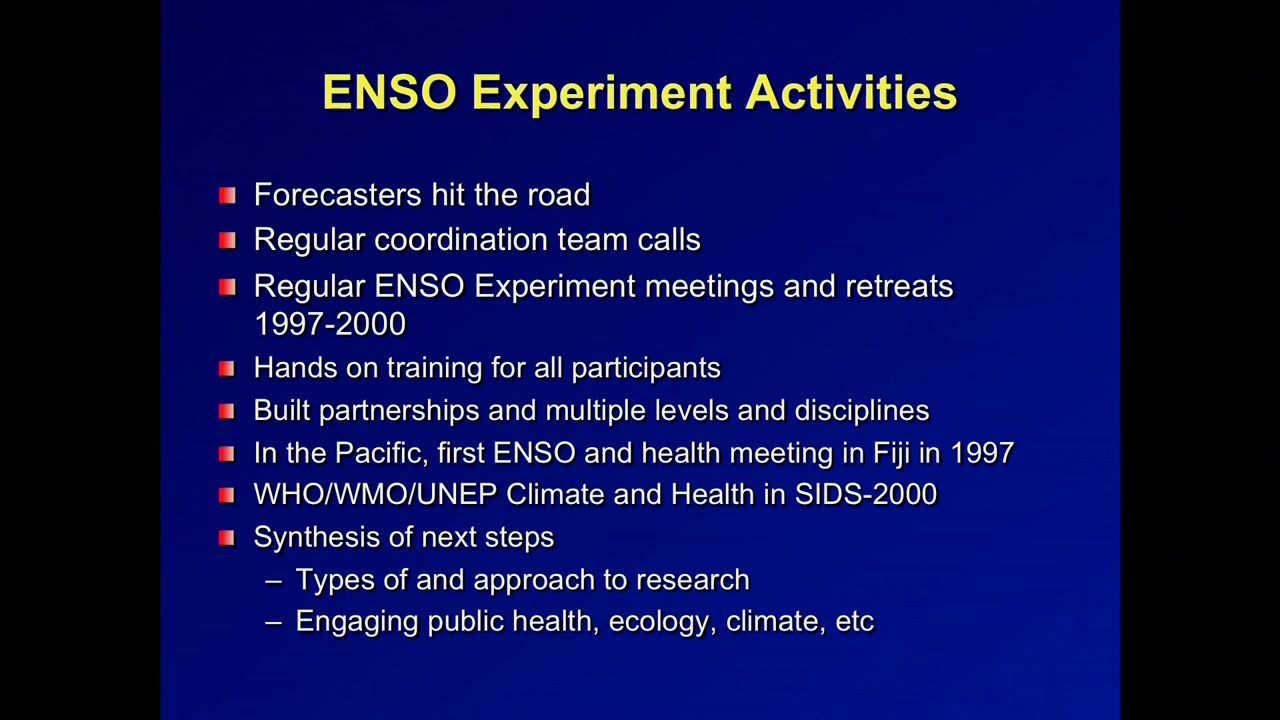 ENSO Experiment Activities
Forecasters hit the road
Regular coordination team calls
Regular ENSO Experiment meetings and retreats
1997-2000
Hands on training for all participants
Built partnerships and multiple levels and disciplines
In the Pacific, first ENSO and health meeting in Fiji in 1997
WHO/WMO/UNEP Climate and Health in SIDS-2000
Synthesis of next steps
– Types of and approach to research
– Engaging public health, ecology, climate, etc